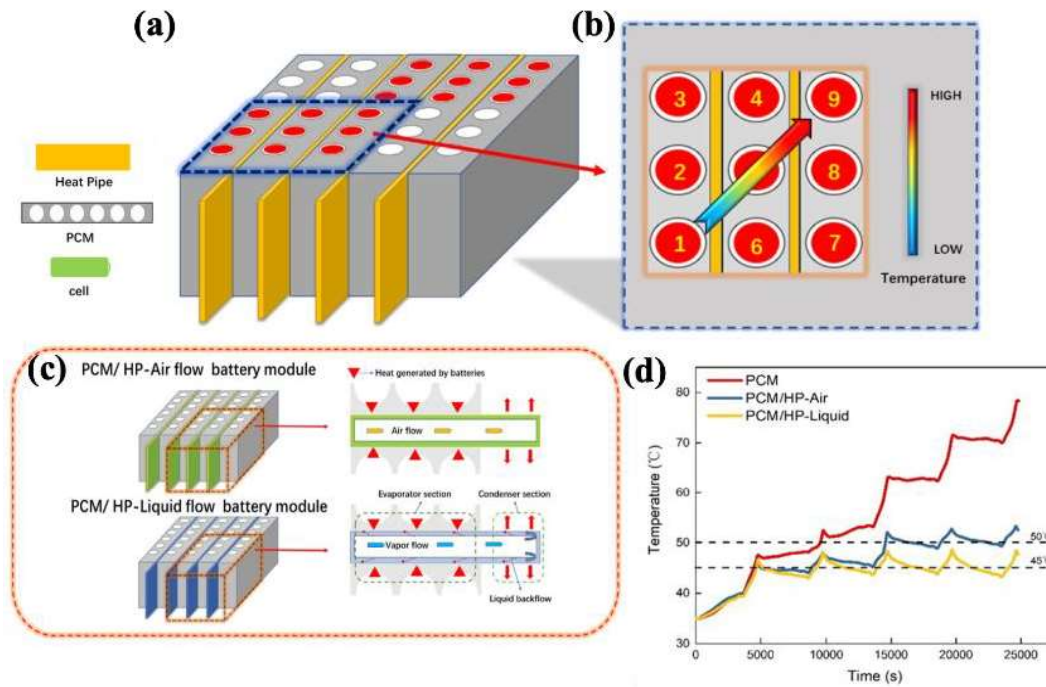 (a)
Heat Pipe
PCM
cell
(b)
3 4 9
2 8
1 6 7
HIGH
LOW
Temperature
(c)
PCM/ HP-Air flow battery module
Heat generated by batteries
Air flow
PCM/ HP-Liquid flow battery module
Evaporator section
Condenser section
Vapor flow
Liquid backflow
(d)
PCM
PCM/HP-Air
PCM/HP-Liquid
Temperature (℃)
80
70
60
50
40
30
50
45
0 5000 10000 15000 20000 25000
Time (s)